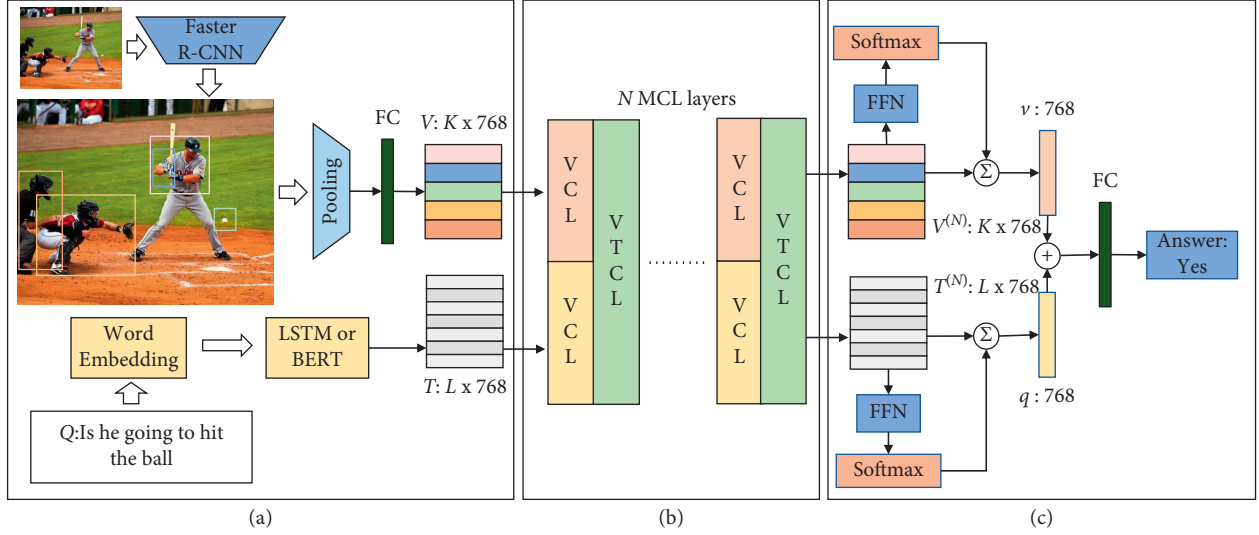 Faster
R-CNN
Pooling
FC
V: K x 768
T: L x 768
Word
Embedding
LSTM or
BERT
Q:Is he going to hit
the ball
(a)
N MCL layers
V
C
L
V
C
L
V
T
C
L
V
C
L
V
C
L
V
T
C
L
(b)
Softmax
FFN
Σ
v : 768
V(N): K x 768
FC
+
Answer:
Yes
T(N): L x 768
Σ
q : 768
FFN
Softmax
(c)